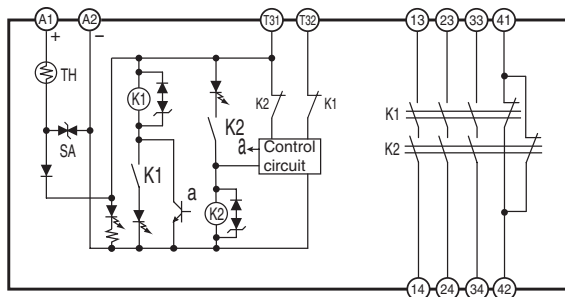 A1 A2 T31 T32 13 23 33 41
+ −
TH
K1
K2
K2 K1
K1
SA
a
Control
circuit
K1
K2
a
K2
14 24 34 42